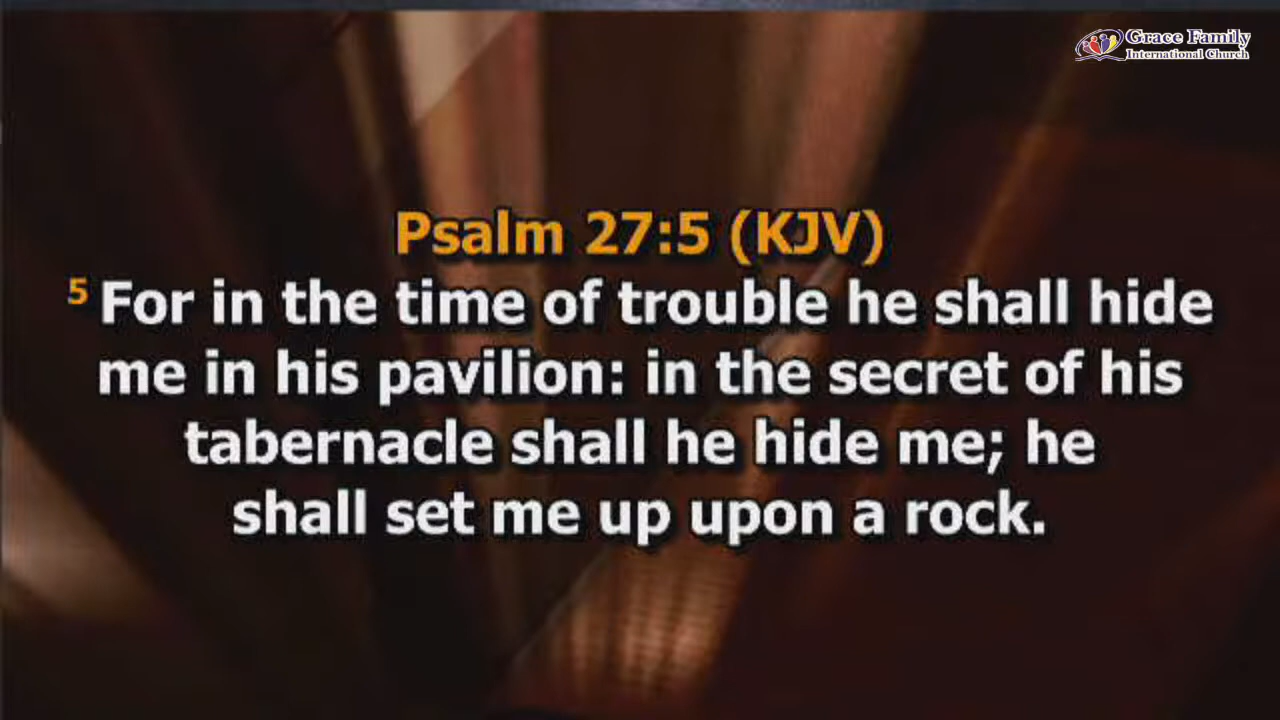 Grace Family
International Church
Psalm 27:5 (KJV)
5 For in the time of trouble he shall hide
me in his pavilion: in the secret of his
tabernacle shall he hide me; he
shall set me up upon a rock.